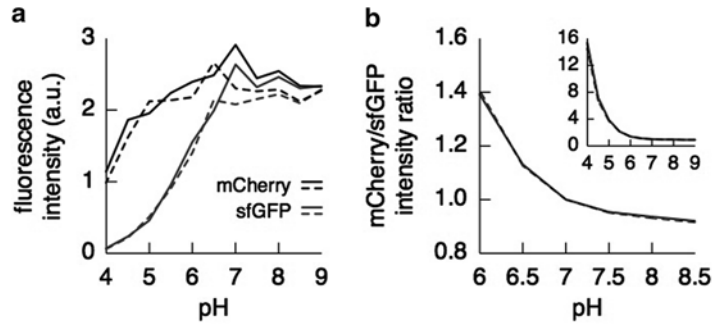 a
fluorescence
intensity (a.u.)
3
2
1
0
mCherry
sfGFP
4 5 6 7 8 9
pH
b
mCherry/sfGFP
intensity ratio
1.6
1.4
1.2
1.0
0.8
16
12
8
4
0
4 5 6 7 8 9
6 6.5 7 7.5 8 8.5
pH